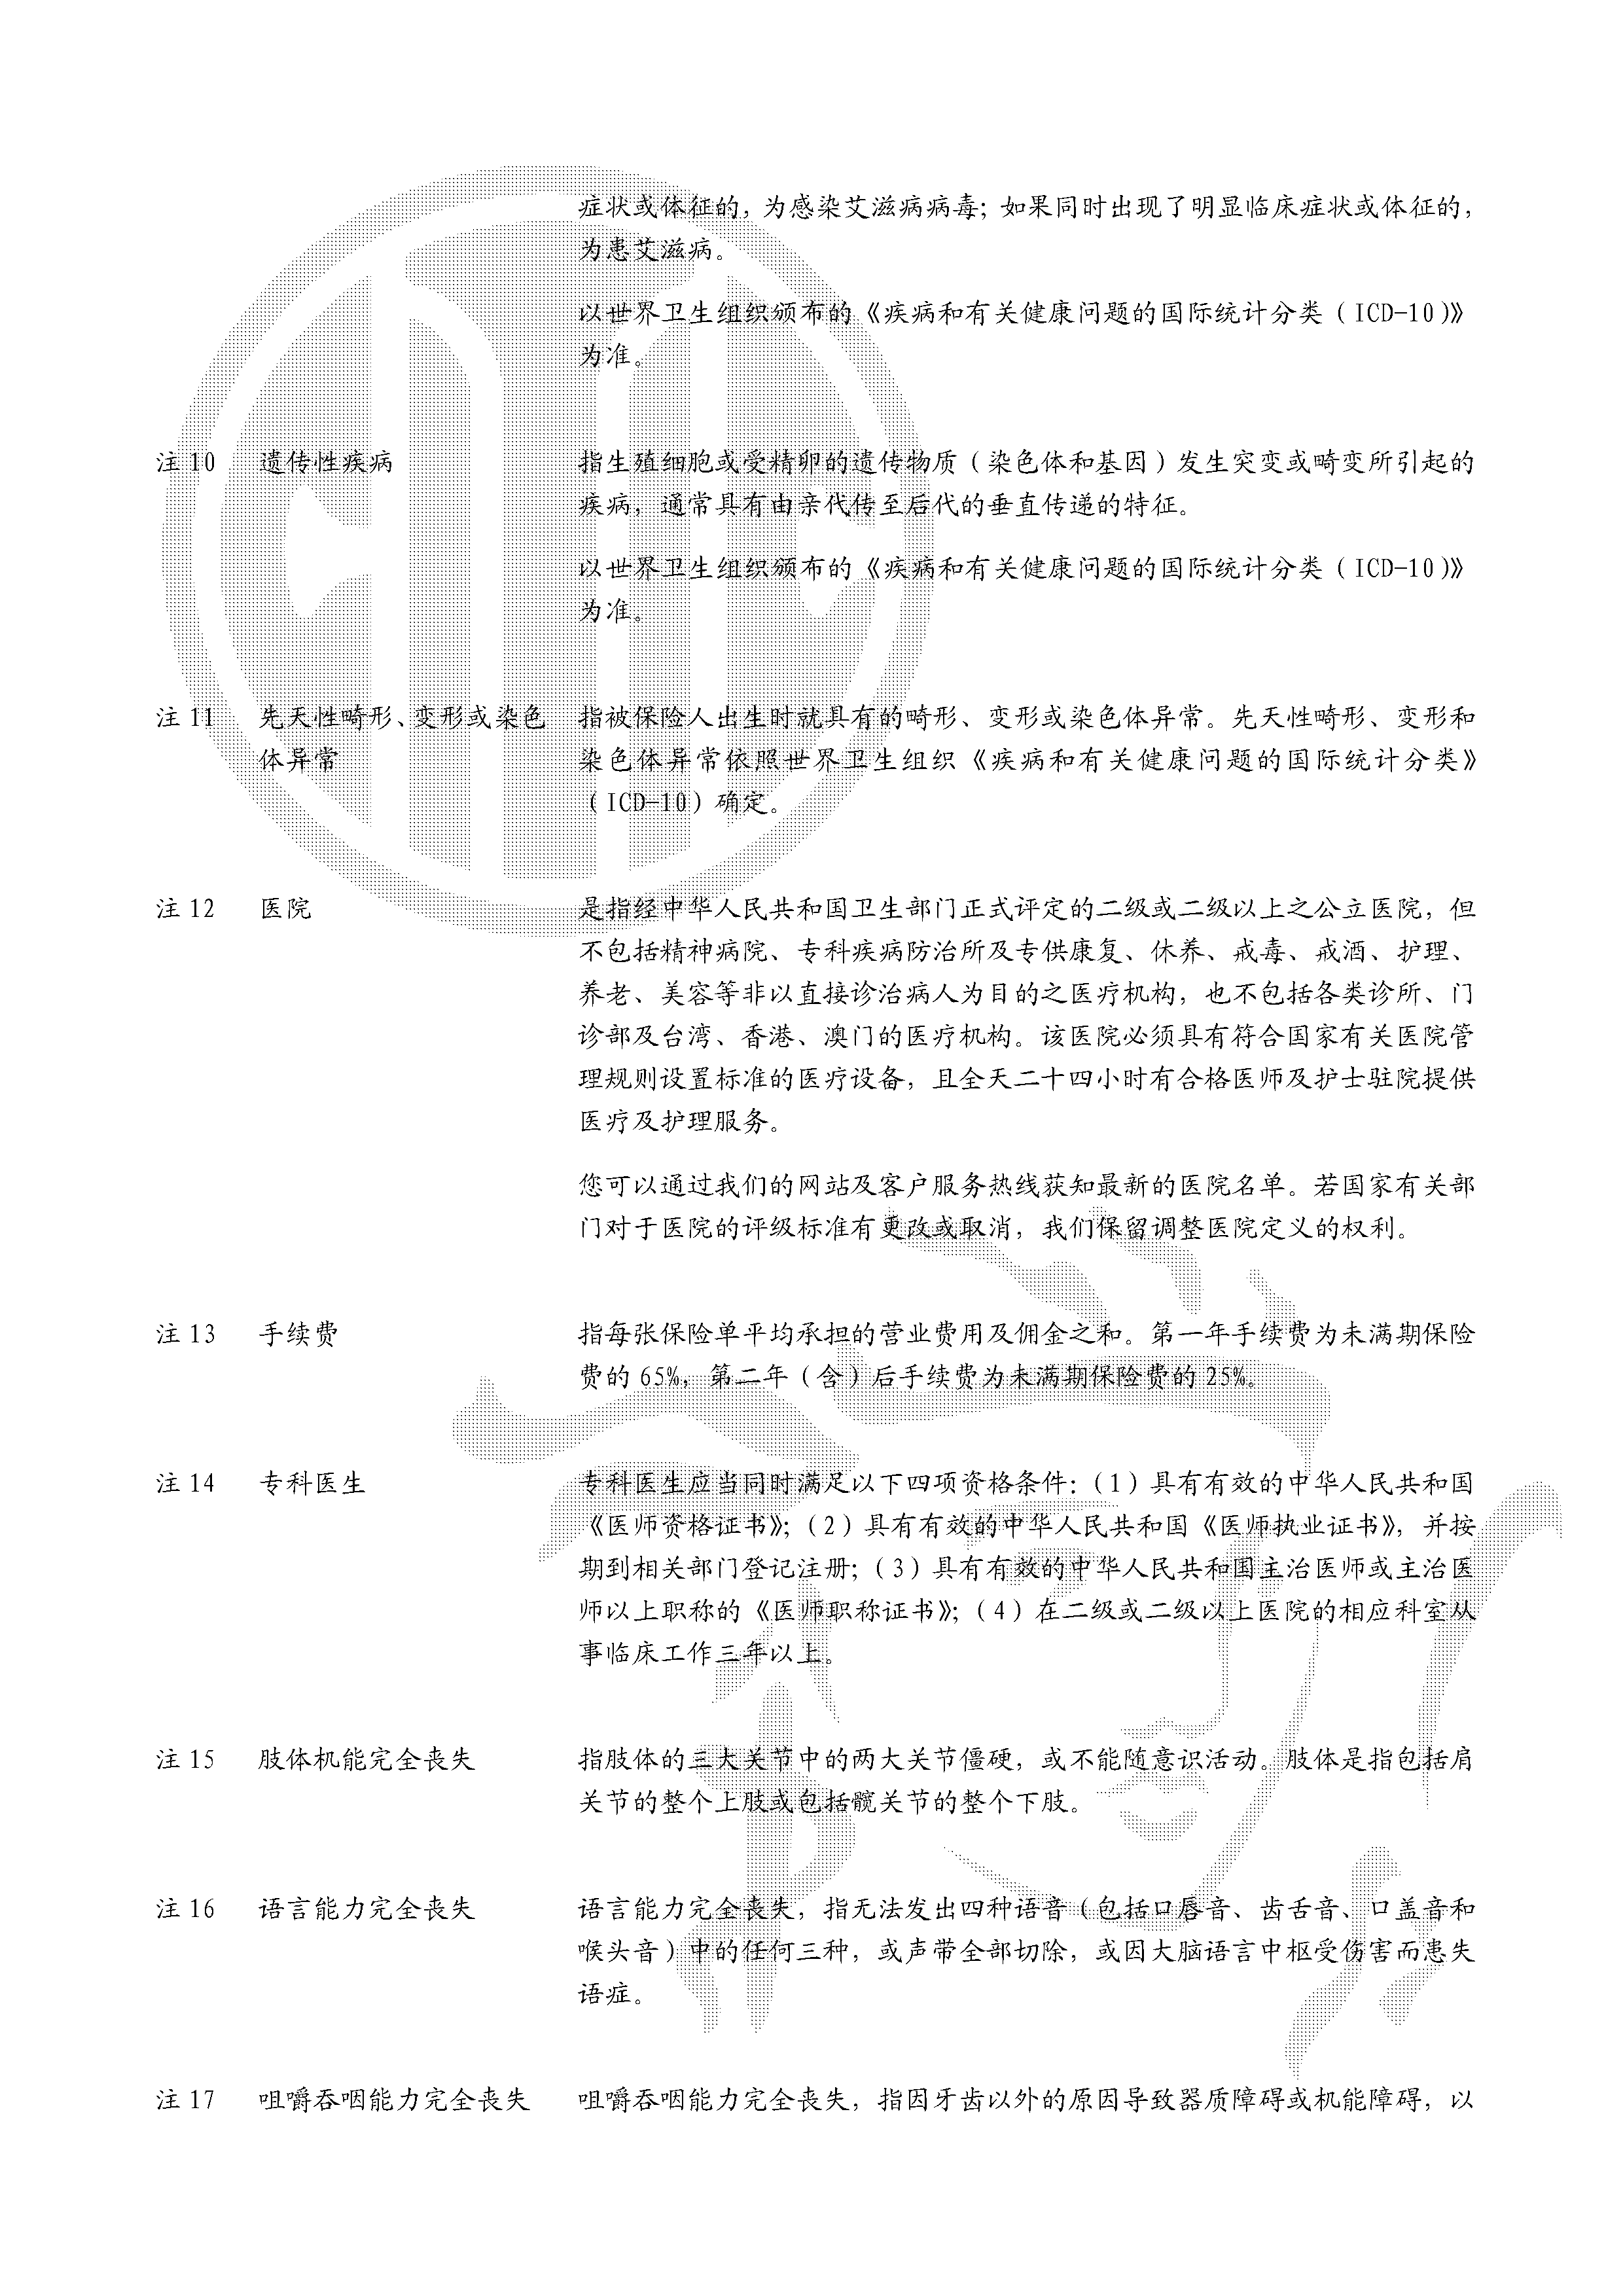 症状或体征的，为感染艾滋病病毒；如果同时出现了明显临床症状或体征的，
为患艾滋病。
以世界卫生组织颁布的《疾病和有关健康问题的国际统计分类（ICD-10）》
为准。
注 10 遗传性疾病 指生殖细胞或受精卵的遗传物质（染色体和基因）发生突变或畸变所引起的
疾病，通常具有由亲代传至后代的垂直传递的特征。
以世界卫生组织颁布的《疾病和有关健康问题的国际统计分类（ICD-10）》
为准。
注 11 先天性畸形、变形或染色 指被保险人出生时就具有的畸形、变形或染色体异常。先天性畸形、变形和
体异常 染色体异常依照世界卫生组织《疾病和有关健康问题的国际统计分类》
（ICD-10）确定。
注 12 医院 是指经中华人民共和国卫生部门正式评定的二级或二级以上之公立医院，但
不包括精神病院、专科疾病防治所及专供康复、休养、戒毒、戒酒、护理、
养老、美容等非以直接诊治病人为目的之医疗机构，也不包括各类诊所、门
诊部及台湾、香港、澳门的医疗机构。该医院必须具有符合国家有关医院管
理规则设置标准的医疗设备，且全天二十四小时有合格医师及护士驻院提供
医疗及护理服务。
您可以通过我们的网站及客户服务热线获知最新的医院名单。若国家有关部
门对于医院的评级标准有更改或取消，我们保留调整医院定义的权利。
注 13 手续费 指每张保险单平均承担的营业费用及佣金之和。第一年手续费为未满期保险
费的 65%，第二年（含）后手续费为未满期保险费的 25%。
注 14 专科医生 专科医生应当同时满足以下四项资格条件：（1）具有有效的中华人民共和国
《医师资格证书》；（2）具有有效的中华人民共和国《医师执业证书》，并按
期到相关部门登记注册；（3）具有有效的中华人民共和国主治医师或主治医
师以上职称的《医师职称证书》；（4）在二级或二级以上医院的相应科室从
事临床工作三年以上。
注 15 肢体机能完全丧失 指肢体的三大关节中的两大关节僵硬，或不能随意识活动。肢体是指包括肩
关节的整个上肢或包括髋关节的整个下肢。
注 16 语言能力完全丧失 语言能力完全丧失，指无法发出四种语音（包括口唇音、齿舌音、口盖音和
喉头音）中的任何三种，或声带全部切除，或因大脑语言中枢受伤害而患失
语症。
注 17 咀嚼吞咽能力完全丧失 咀嚼吞咽能力完全丧失，指因牙齿以外的原因导致器质障碍或机能障碍，以